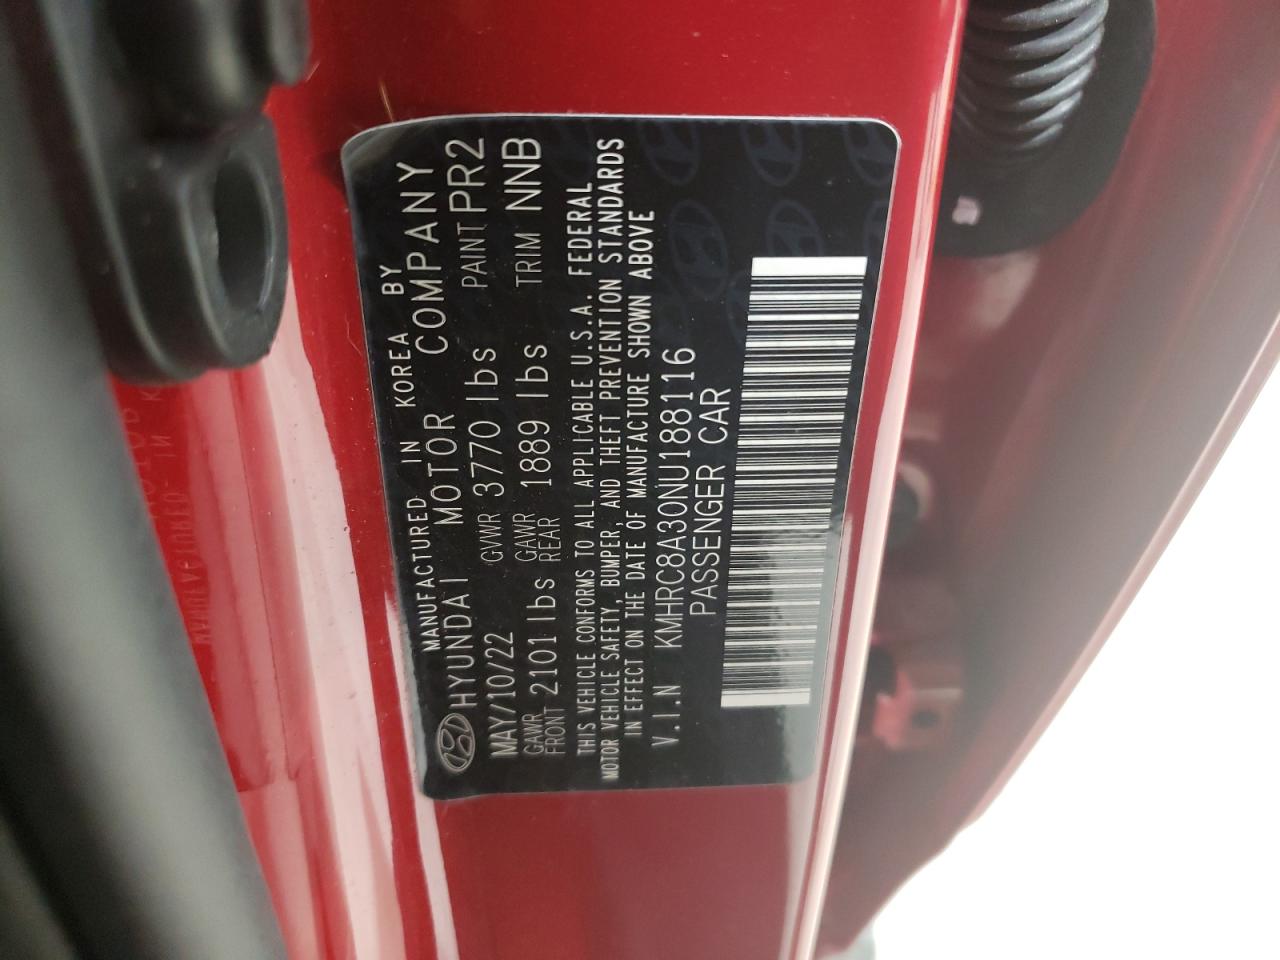 MANUFACTURED IN KOREA BY
HYUNDAI MOTOR COMPANY
MAY/10/22 GVWR 3770 lbs PAINT PR2
GAWR FRONT 2101 lbs GAWR REAR 1889 lbs TRIM NNB
THIS VEHICLE CONFORMS TO ALL APPLICABLE U.S.A. FEDERAL
MOTOR VEHICLE SAFETY, BUMPER, AND THEFT PREVENTION STANDARDS
IN EFFECT ON THE DATE OF MANUFACTURE SHOWN ABOVE
V.I.N KMHRC8A30NU188116
PASSENGER CAR